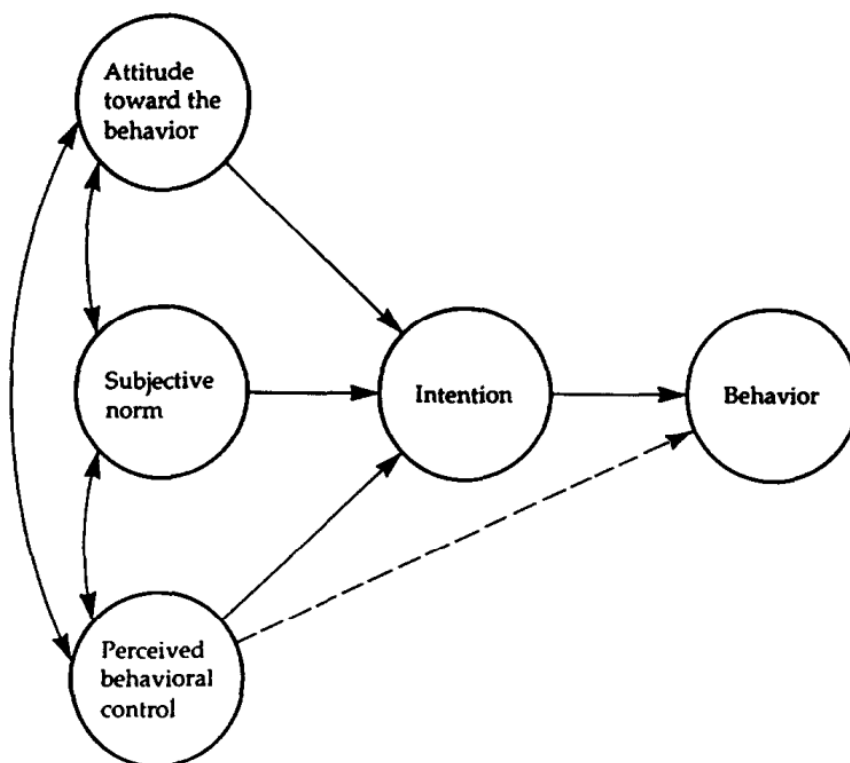 Attitude
toward the
behavior
Subjective
norm
Intention
Behavior
Perceived
behavioral
control